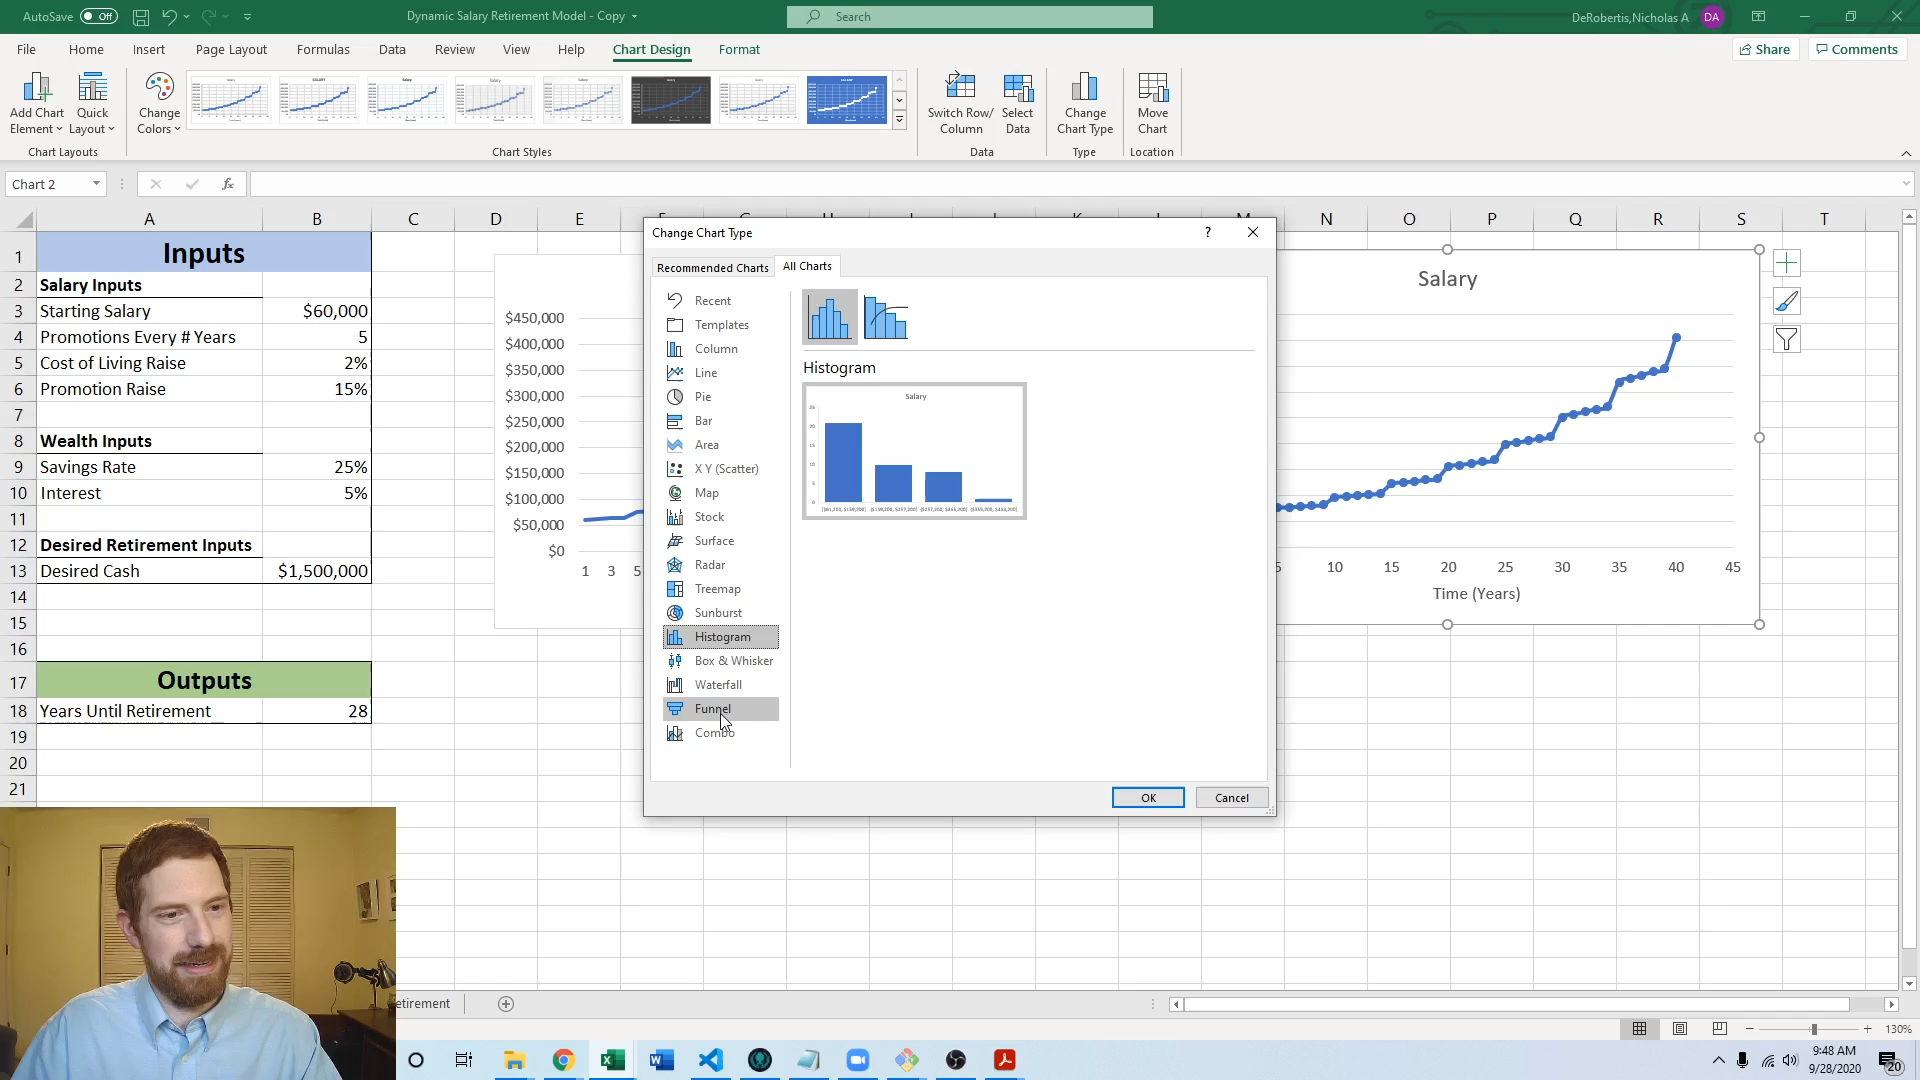 AutoSave Off
Dynamic Salary Retirement Model - Copy
Search
DeRobertis,Nicholas A DA
File Home Insert Page Layout Formulas Data Review View Help Chart Design Format
Share Comments
Add Chart Element
Quick Layout
Chart Layouts
Change Colors
Chart Styles
Switch Row/ Column
Select Data
Data
Change Chart Type
Type
Move Chart
Location
Chart 2
fx
A B C D E N O P Q R S T
1 Inputs
2 Salary Inputs
3 Starting Salary $60,000
4 Promotions Every # Years 5
5 Cost of Living Raise 2%
6 Promotion Raise 15%
7
8 Wealth Inputs
9 Savings Rate 25%
10 Interest 5%
11
12 Desired Retirement Inputs
13 Desired Cash $1,500,000
14
15
16
17 Outputs
18 Years Until Retirement 28
19
20
21
$450,000
$400,000
$350,000
$300,000
$250,000
$200,000
$150,000
$100,000
$50,000
$0
1 3 5
Change Chart Type
?
Recommended Charts All Charts
Recent
Templates
Column
Line
Pie
Bar
Area
X Y (Scatter)
Map
Stock
Surface
Radar
Treemap
Sunburst
Histogram
Box & Whisker
Waterfall
Funnel
Combo
Histogram
Salary
OK Cancel
Salary
5 10 15 20 25 30 35 40 45
Time (Years)
etirement
130%
9:48 AM
9/28/2020
20